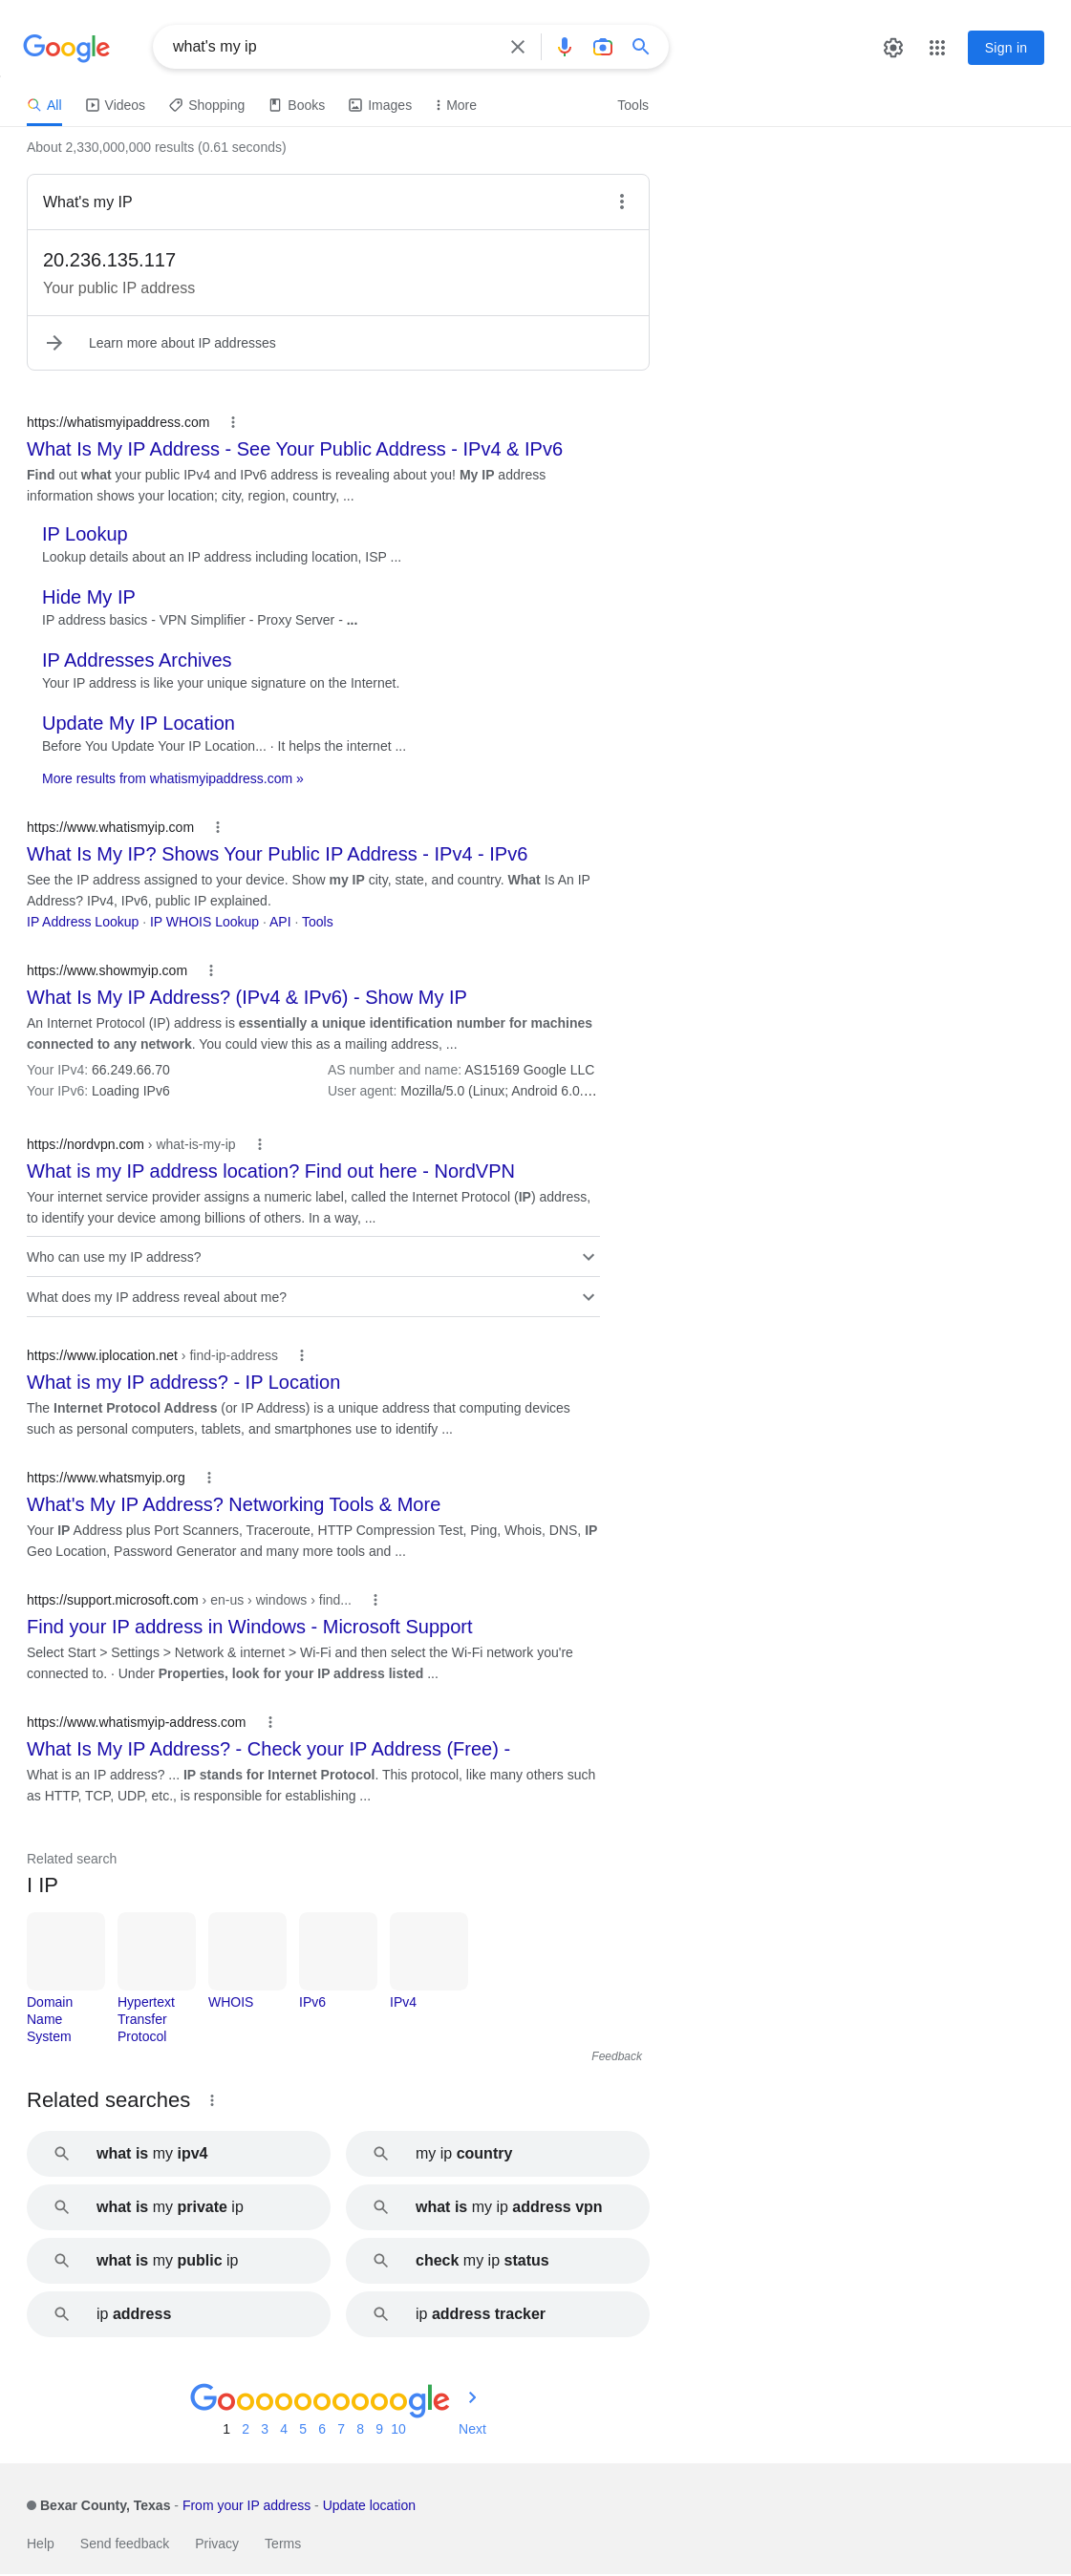 Google
what's my ip
Sign in
All Videos Shopping Books Images More Tools
About 2,330,000,000 results (0.61 seconds)
What's my IP
20.236.135.117
Your public IP address
Learn more about IP addresses
https://whatismyipaddress.com
What Is My IP Address - See Your Public Address - IPv4 & IPv6
Find out what your public IPv4 and IPv6 address is revealing about you! My IP address
information shows your location; city, region, country, ...
IP Lookup
Lookup details about an IP address including location, ISP ...
Hide My IP
IP address basics - VPN Simplifier - Proxy Server - ...
IP Addresses Archives
Your IP address is like your unique signature on the Internet.
Update My IP Location
Before You Update Your IP Location... · It helps the internet ...
More results from whatismyipaddress.com »
https://www.whatismyip.com
What Is My IP? Shows Your Public IP Address - IPv4 - IPv6
See the IP address assigned to your device. Show my IP city, state, and country. What Is An IP
Address? IPv4, IPv6, public IP explained.
IP Address Lookup · IP WHOIS Lookup · API · Tools
https://www.showmyip.com
What Is My IP Address? (IPv4 & IPv6) - Show My IP
An Internet Protocol (IP) address is essentially a unique identification number for machines
connected to any network. You could view this as a mailing address, ...
Your IPv4: 66.249.66.70 AS number and name: AS15169 Google LLC
Your IPv6: Loading IPv6 User agent: Mozilla/5.0 (Linux; Android 6.0....
https://nordvpn.com › what-is-my-ip
What is my IP address location? Find out here - NordVPN
Your internet service provider assigns a numeric label, called the Internet Protocol (IP) address,
to identify your device among billions of others. In a way, ...
Who can use my IP address?
What does my IP address reveal about me?
https://www.iplocation.net › find-ip-address
What is my IP address? - IP Location
The Internet Protocol Address (or IP Address) is a unique address that computing devices
such as personal computers, tablets, and smartphones use to identify ...
https://www.whatsmyip.org
What's My IP Address? Networking Tools & More
Your IP Address plus Port Scanners, Traceroute, HTTP Compression Test, Ping, Whois, DNS, IP
Geo Location, Password Generator and many more tools and ...
https://support.microsoft.com › en-us › windows › find...
Find your IP address in Windows - Microsoft Support
Select Start > Settings > Network & internet > Wi-Fi and then select the Wi-Fi network you're
connected to. · Under Properties, look for your IP address listed ...
https://www.whatismyip-address.com
What Is My IP Address? - Check your IP Address (Free) -
What is an IP address? ... IP stands for Internet Protocol. This protocol, like many others such
as HTTP, TCP, UDP, etc., is responsible for establishing ...
Related search
I IP
Domain Name System
Hypertext Transfer Protocol
WHOIS
IPv6
IPv4
Feedback
Related searches
what is my ipv4
my ip country
what is my private ip
what is my ip address vpn
what is my public ip
check my ip status
ip address
ip address tracker
Goooooooooogle
1 2 3 4 5 6 7 8 9 10 Next
Bexar County, Texas - From your IP address - Update location
Help Send feedback Privacy Terms